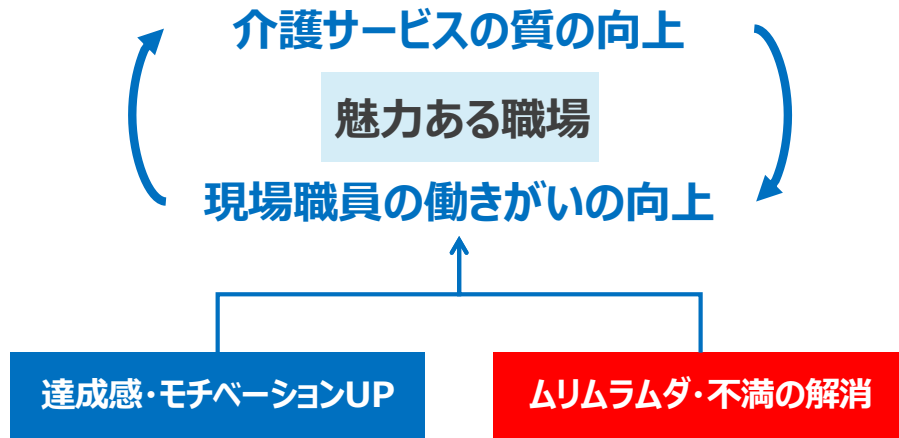 介護サービスの質の向上
魅力ある職場
現場職員の働きがいの向上
達成感・モチベーションUP
ムリムラムダ・不満の解消